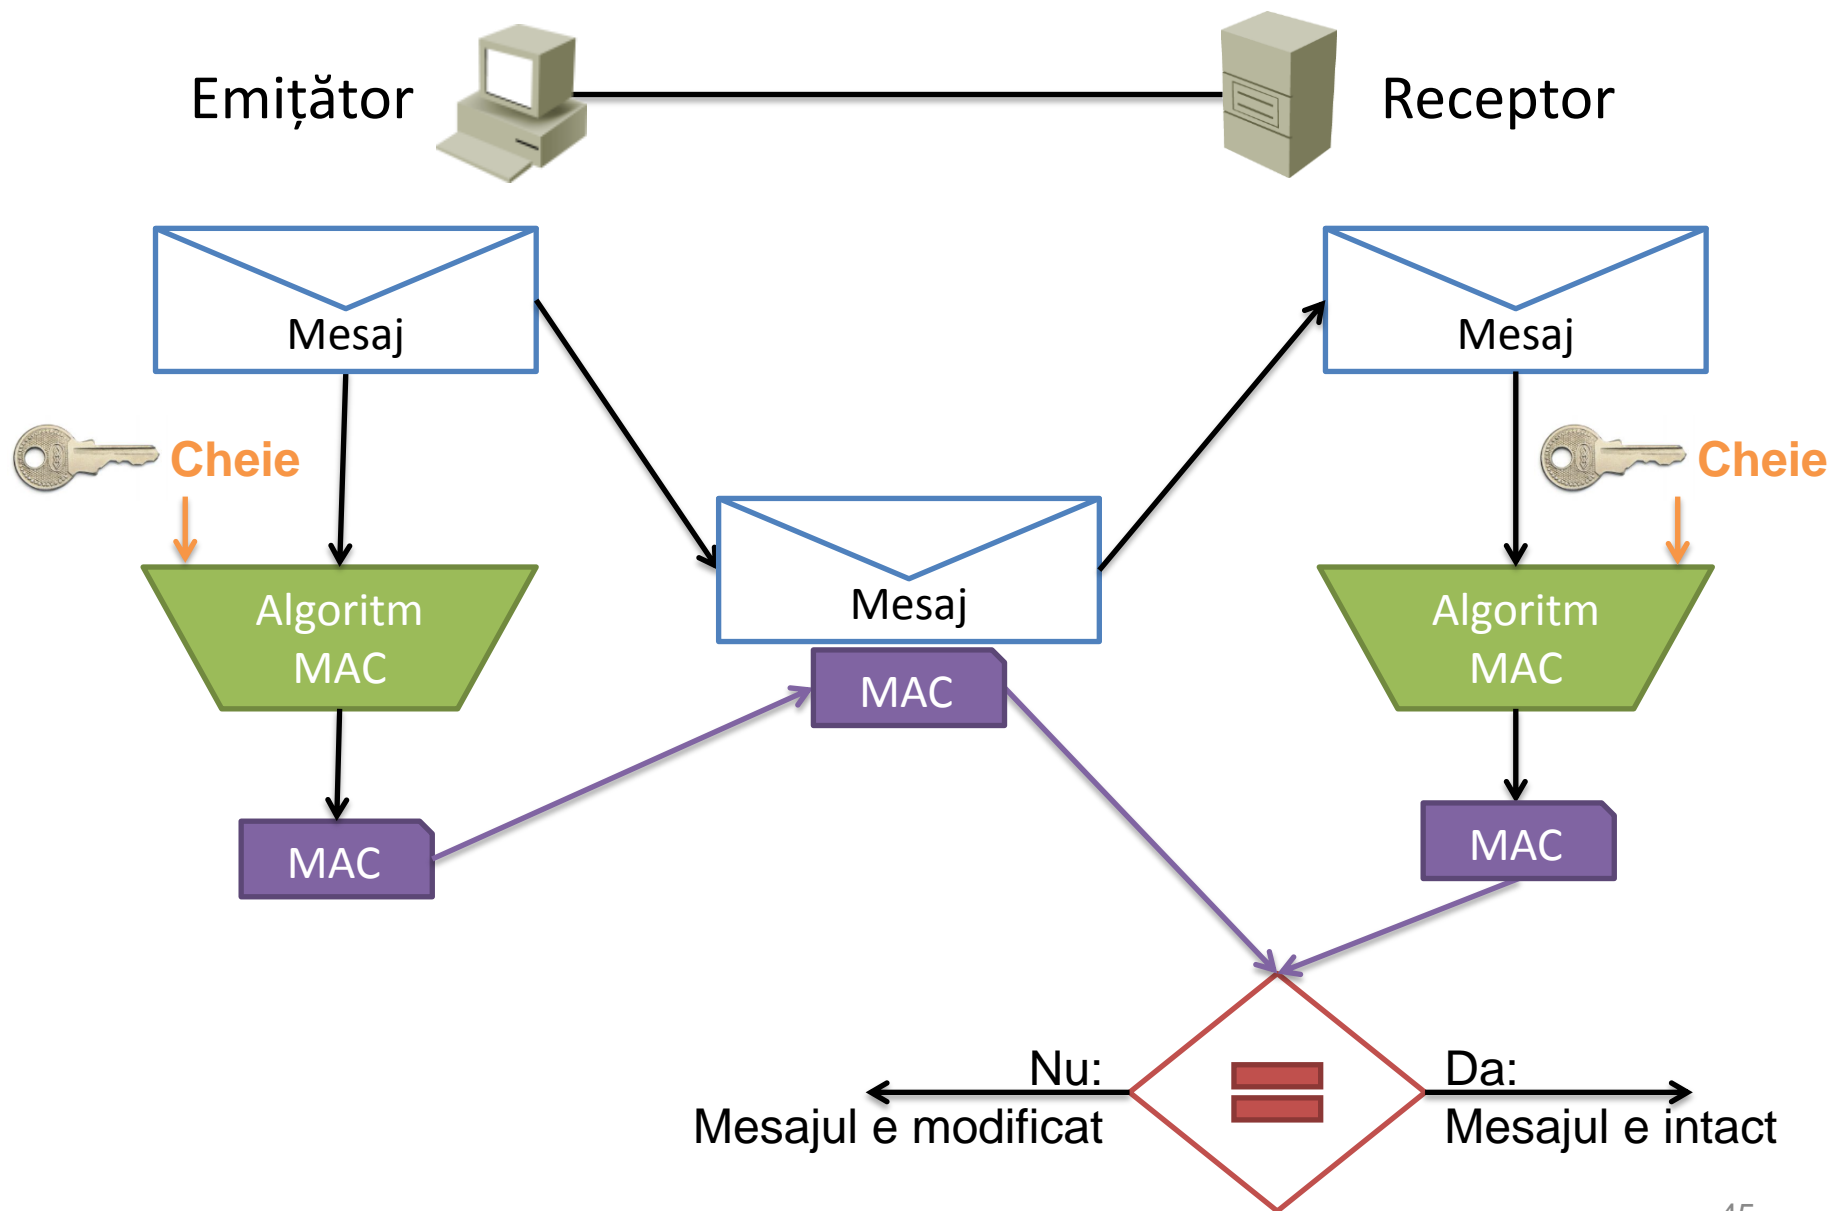 Emițător
Receptor
Mesaj
Mesaj
Cheie
Cheie
Mesaj
Algoritm
MAC
Algoritm
MAC
MAC
MAC
MAC
Nu:
Mesajul e modificat
Da:
Mesajul e intact
45